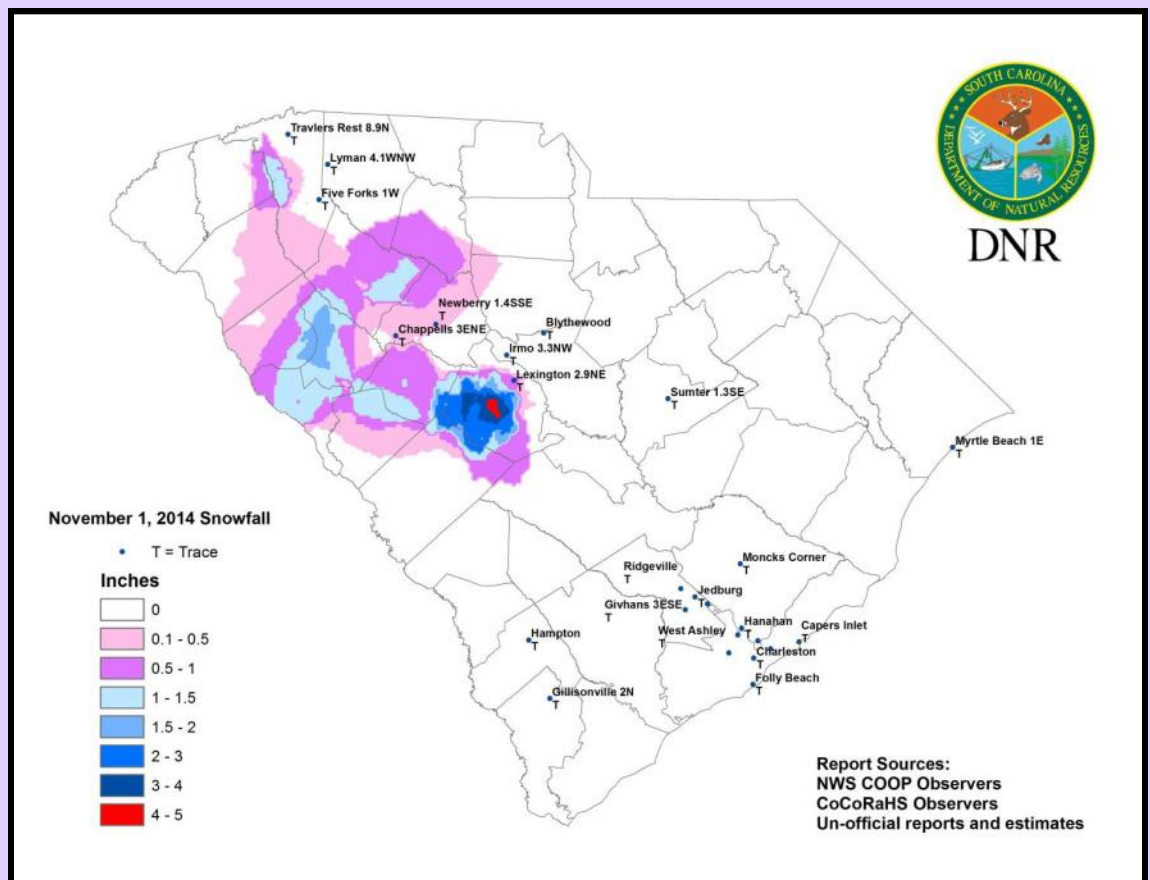 SOUTH CAROLINA
DEPARTMENT OF NATURAL RESOURCES
DNR
Travlers Rest 8.9N
T
Lyman 4.1WNW
T
Five Forks 1W
T
Newberry 1.4SSE
T
Chappells 3ENE
T
Blythewood
T
Irmo 3.3NW
T
Lexington 2.9NE
T
Sumter 1.3SE
T
Myrtle Beach 1E
T
Moncks Corner
T
Ridgeville
T
Jedburg
T
Givhans 3ESE
T
Hanahan
T
Capers Inlet
T
West Ashley
T
Hampton
T
Charleston
T
Folly Beach
T
Gillisonville 2N
T
November 1, 2014 Snowfall
T = Trace
Inches
0
0.1 - 0.5
0.5 - 1
1 - 1.5
1.5 - 2
2 - 3
3 - 4
4 - 5
Report Sources:
NWS COOP Observers
CoCoRaHS Observers
Un-official reports and estimates